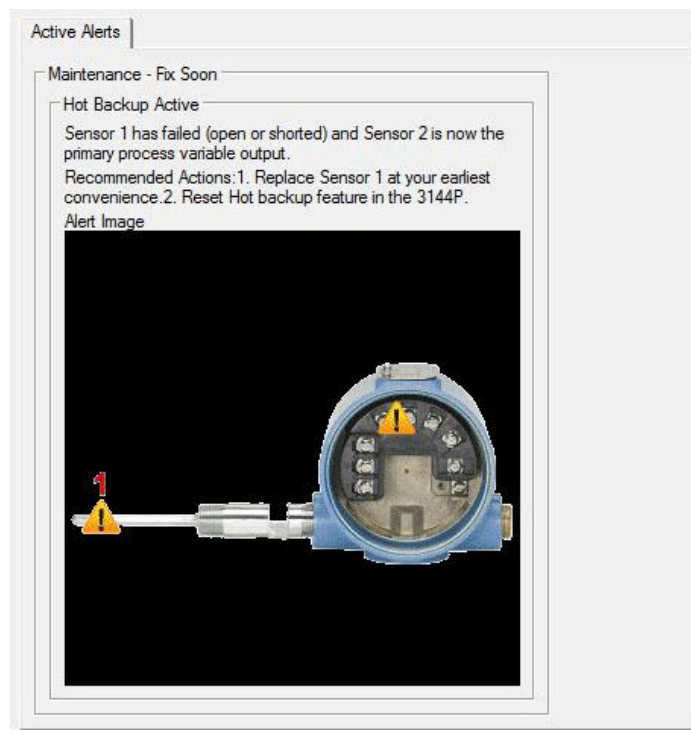 Active Alerts
Maintenance - Fix Soon
Hot Backup Active
Sensor 1 has failed (open or shorted) and Sensor 2 is now the
primary process variable output.
Recommended Actions:1. Replace Sensor 1 at your earliest
convenience.2. Reset Hot backup feature in the 3144P.
Alert Image
1